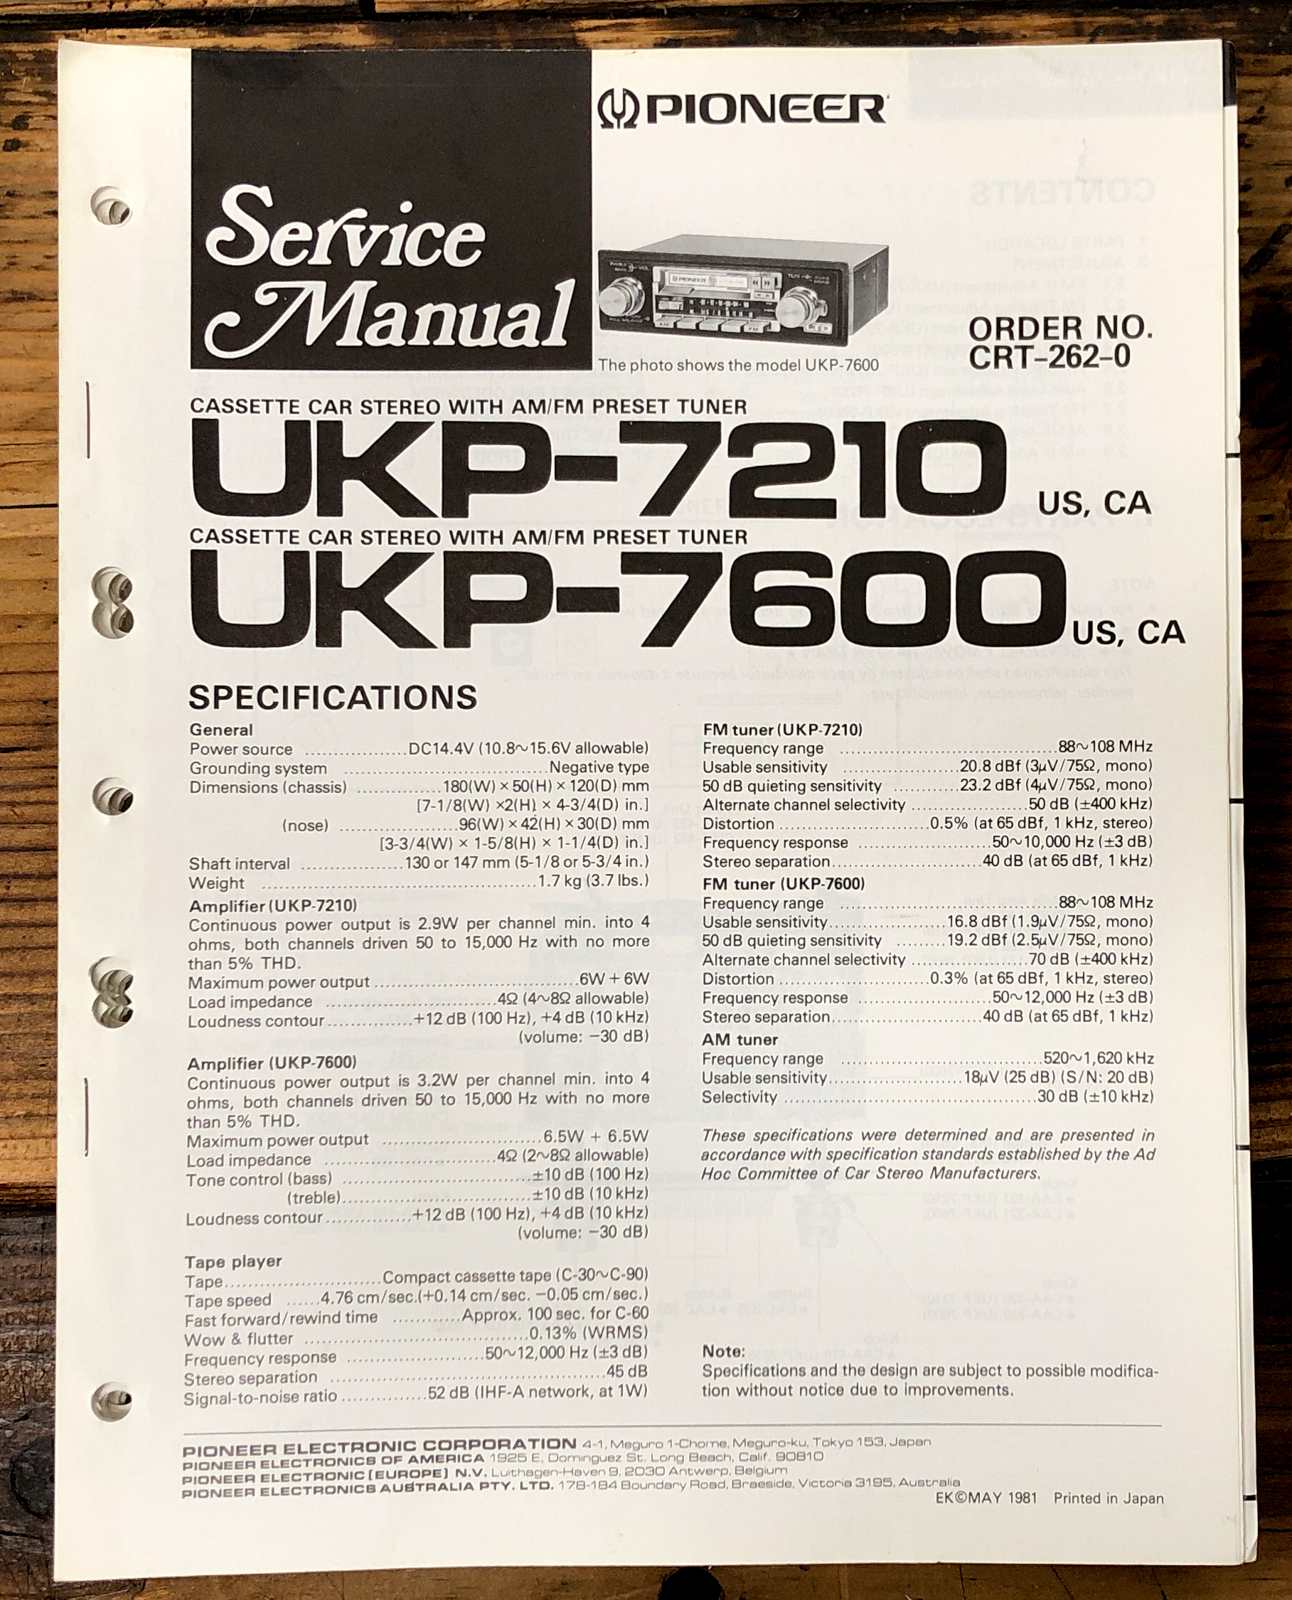 PIONEER
Service
Manual
PIONEER
The photo shows the model UKP-7600
ORDER NO.
CRT-262-0
CASSETTE CAR STEREO WITH AM/FM PRESET TUNER
UKP-7210 US, CA
CASSETTE CAR STEREO WITH AM/FM PRESET TUNER
UKP-7600 US, CA
SPECIFICATIONS
General
Power source ..................DC14.4V (10.8~15.6V allowable)
Grounding system ....................................Negative type
Dimensions (chassis) ...............180(W) × 50(H) × 120(D) mm
[7-1/8(W) ×2(H) × 4-3/4(D) in.]
(nose) .....................96(W) × 42(H) × 30(D) mm
[3-3/4(W) × 1-5/8(H) × 1-1/4(D) in.]
Shaft interval ..................130 or 147 mm (5-1/8 or 5-3/4 in.)
Weight ................................................1.7 kg (3.7 lbs.)
Amplifier (UKP-7210)
Continuous power output is 2.9W per channel min. into 4
ohms, both channels driven 50 to 15,000 Hz with no more
than 5% THD.
Maximum power output ....................................6W + 6W
Load impedance ................................4Ω (4~8Ω allowable)
Loudness contour...............+12 dB (100 Hz), +4 dB (10 kHz)
(volume: −30 dB)
Amplifier (UKP-7600)
Continuous power output is 3.2W per channel min. into 4
ohms, both channels driven 50 to 15,000 Hz with no more
than 5% THD.
Maximum power output ............................6.5W + 6.5W
Load impedance ................................4Ω (2~8Ω allowable)
Tone control (bass) ...................................±10 dB (100 Hz)
(treble)..................................±10 dB (10 kHz)
Loudness contour...............+12 dB (100 Hz), +4 dB (10 kHz)
(volume: −30 dB)
Tape player
Tape...........................Compact cassette tape (C-30~C-90)
Tape speed ......4.76 cm/sec.(+0.14 cm/sec. −0.05 cm/sec.)
Fast forward/rewind time ............Approx. 100 sec. for C-60
Wow & flutter ........................................0.13% (WRMS)
Frequency response ........................50~12,000 Hz (±3 dB)
Stereo separation ................................................45 dB
Signal-to-noise ratio ...............52 dB (IHF-A network, at 1W)
FM tuner (UKP-7210)
Frequency range ......................................88~108 MHz
Usable sensitivity ....................20.8 dBf (3µV/75Ω, mono)
50 dB quieting sensitivity ............23.2 dBf (4µV/75Ω, mono)
Alternate channel selectivity ....................50 dB (±400 kHz)
Distortion ..........................0.5% (at 65 dBf, 1 kHz, stereo)
Frequency response .......................50~10,000 Hz (±3 dB)
Stereo separation..........................40 dB (at 65 dBf, 1 kHz)
FM tuner (UKP-7600)
Frequency range ......................................88~108 MHz
Usable sensitivity....................16.8 dBf (1.9µV/75Ω, mono)
50 dB quieting sensitivity .........19.2 dBf (2.5µV/75Ω, mono)
Alternate channel selectivity ....................70 dB (±400 kHz)
Distortion ..........................0.3% (at 65 dBf, 1 kHz, stereo)
Frequency response .......................50~12,000 Hz (±3 dB)
Stereo separation..........................40 dB (at 65 dBf, 1 kHz)
AM tuner
Frequency range ...................................520~1,620 kHz
Usable sensitivity.......................18µV (25 dB) (S/N: 20 dB)
Selectivity ............................................30 dB (±10 kHz)
These specifications were determined and are presented in
accordance with specification standards established by the Ad
Hoc Committee of Car Stereo Manufacturers.
Note:
Specifications and the design are subject to possible modifica-
tion without notice due to improvements.
PIONEER ELECTRONIC CORPORATION 4-1, Meguro 1-Chome, Meguro-ku, Tokyo 153, Japan
PIONEER ELECTRONICS OF AMERICA 1925 E. Dominguez St. Long Beach, Calif. 90810
PIONEER ELECTRONIC [EUROPE] N.V. Luithagen-Haven 9, 2030 Antwerp, Belgium
PIONEER ELECTRONICS AUSTRALIA PTY. LTD. 178-184 Boundary Road, Braeside, Victoria 3195, Australia
EK©MAY 1981 Printed in Japan